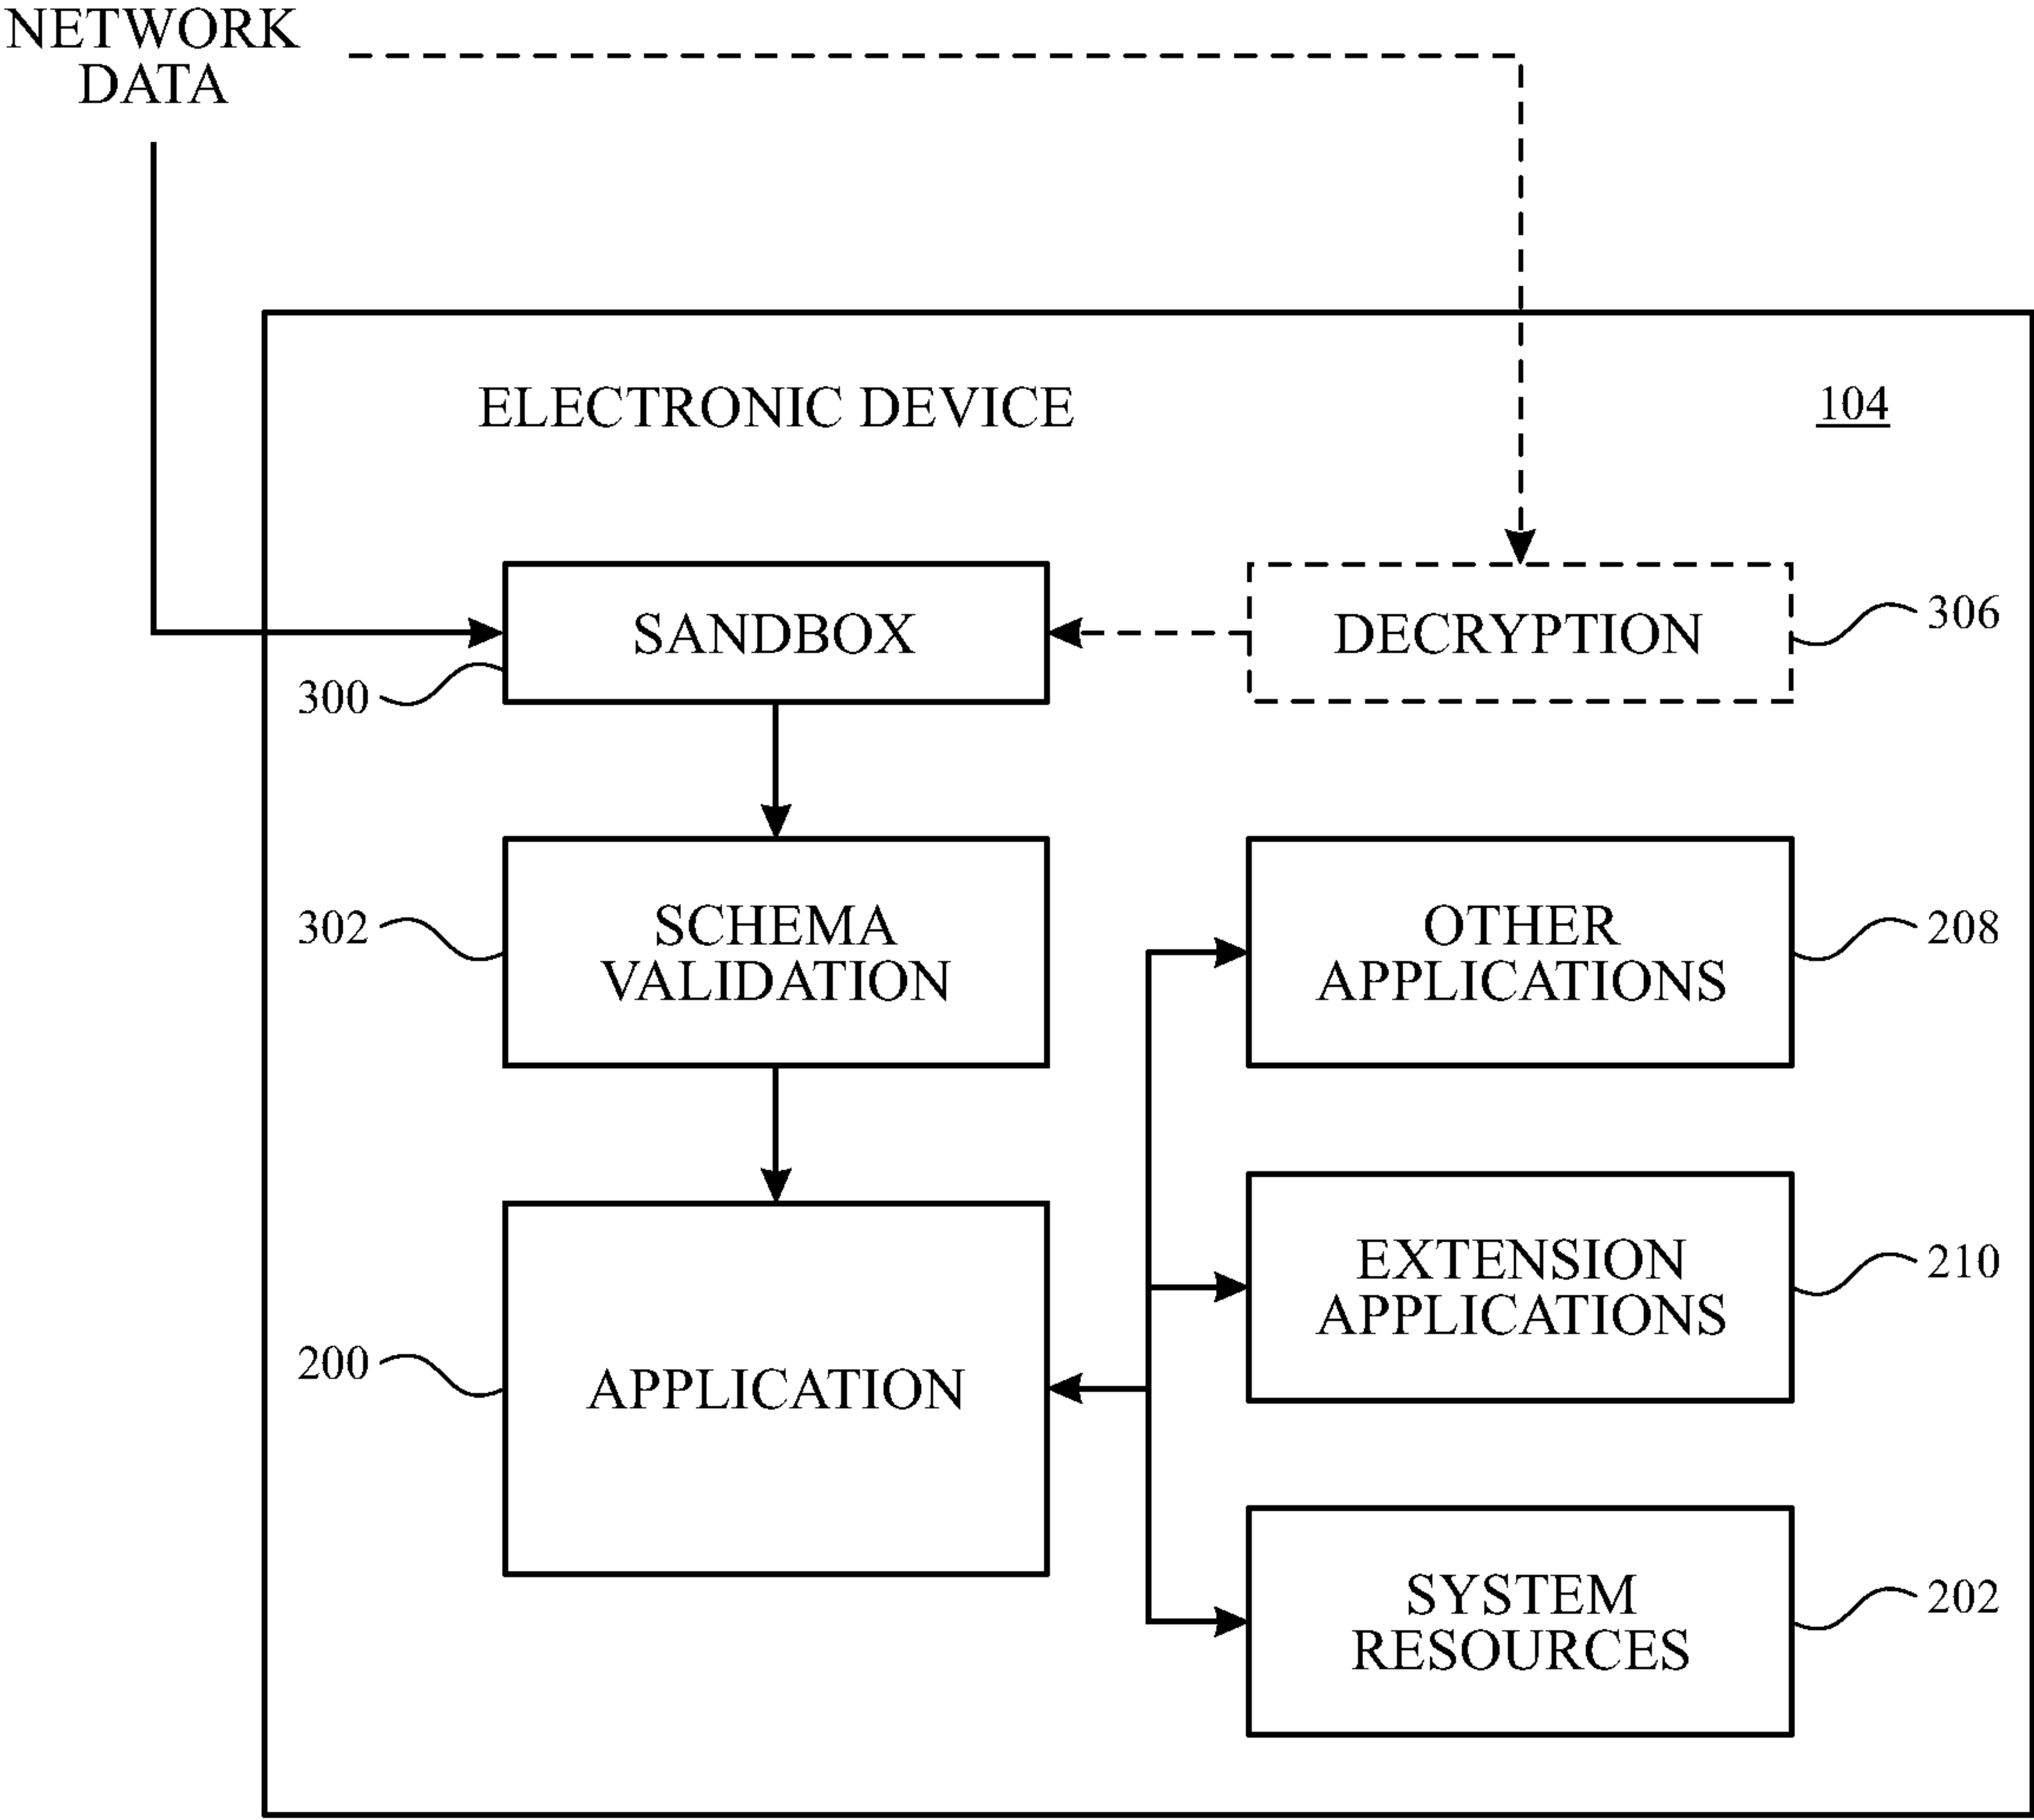 NETWORK
DATA
ELECTRONIC DEVICE
104
SANDBOX
300
DECRYPTION
306
302
SCHEMA
VALIDATION
OTHER
APPLICATIONS
208
EXTENSION
APPLICATIONS
210
200
APPLICATION
SYSTEM
RESOURCES
202